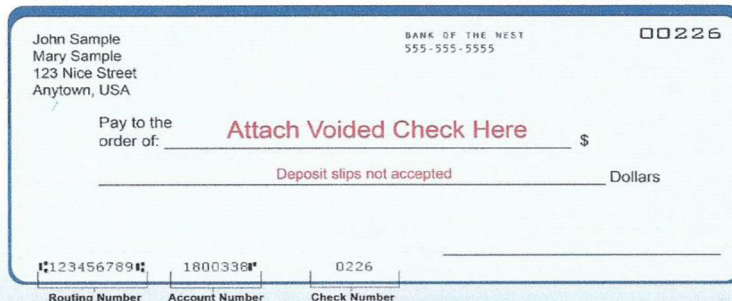 John Sample
Mary Sample
123 Nice Street
Anytown, USA
BANK OF THE WEST
555-555-5555
00226
Pay to the
order of:
Attach Voided Check Here
$
Deposit slips not accepted
Dollars
⑆123456789⑆ 1800338⑈ 0226
Routing Number Account Number Check Number